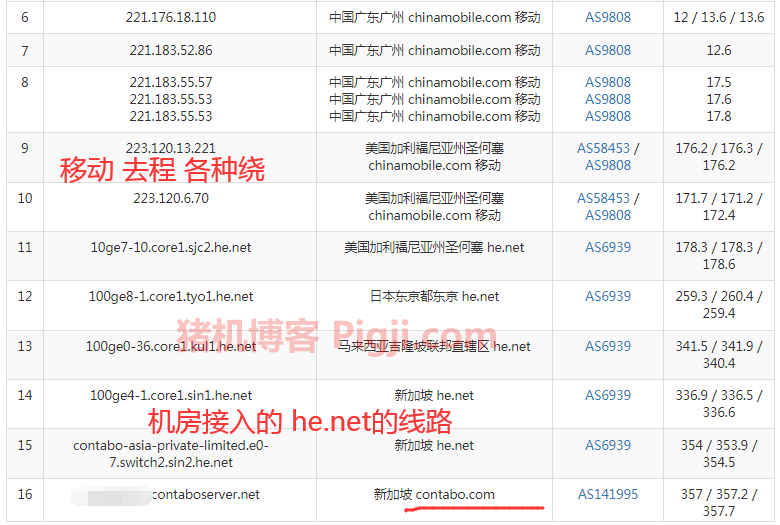 6 221.176.18.110 中国广东广州 chinamobile.com 移动 AS9808 12 / 13.6 / 13.6
7 221.183.52.86 中国广东广州 chinamobile.com 移动 AS9808 12.6
8 221.183.55.57 中国广东广州 chinamobile.com 移动 AS9808 17.5
221.183.55.53 中国广东广州 chinamobile.com 移动 AS9808 17.6
221.183.55.53 中国广东广州 chinamobile.com 移动 AS9808 17.8
9 223.120.13.221 美国加利福尼亚州圣何塞 AS58453 / 176.2 / 176.3 /
chinamobile.com 移动 AS9808 176.2
移动 去程 各种绕
10 223.120.6.70 美国加利福尼亚州圣何塞 AS58453 / 171.7 / 171.2 /
chinamobile.com 移动 AS9808 172.4
11 10ge7-10.core1.sjc2.he.net 美国加利福尼亚州圣何塞 he.net AS6939 178.3 / 178.3 /
178.6
12 100ge8-1.core1.tyo1.he.net 日本东京都东京 he.net AS6939 259.3 / 260.4 /
259.4
猪机博客 Pigji.com
13 100ge0-36.core1.kul1.he.net 马来西亚吉隆坡联邦直辖区 he.net AS6939 341.5 / 341.9 /
340.4
14 100ge4-1.core1.sin1.he.net 新加坡 he.net AS6939 336.9 / 336.5 /
336.6
机房接入的 he.net的线路
15 contabo-asia-private-limited.e0- 新加坡 he.net AS6939 354 / 353.9 /
7.switch2.sin2.he.net 354.5
16 contaboserver.net 新加坡 contabo.com AS141995 357 / 357.2 /
357.7